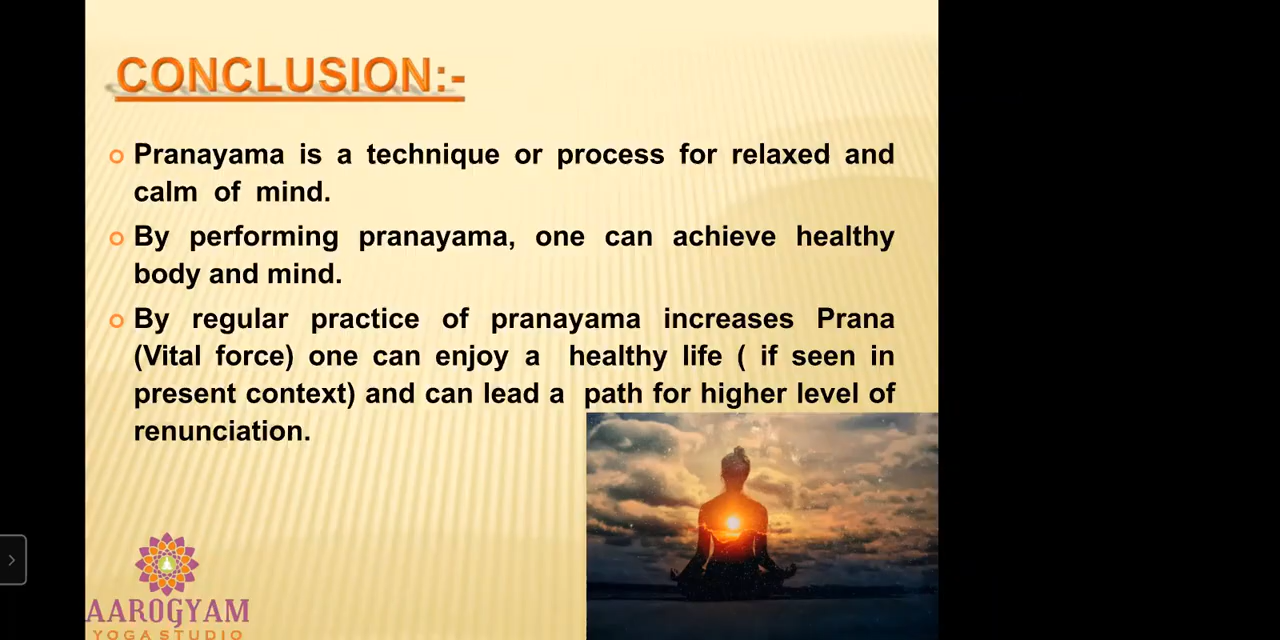 CONCLUSION:-
Pranayama is a technique or process for relaxed and
calm of mind.
By performing pranayama, one can achieve healthy
body and mind.
By regular practice of pranayama increases Prana
(Vital force) one can enjoy a healthy life ( if seen in
present context) and can lead a path for higher level of
renunciation.
AAROGYAM
YOGA STUDIO